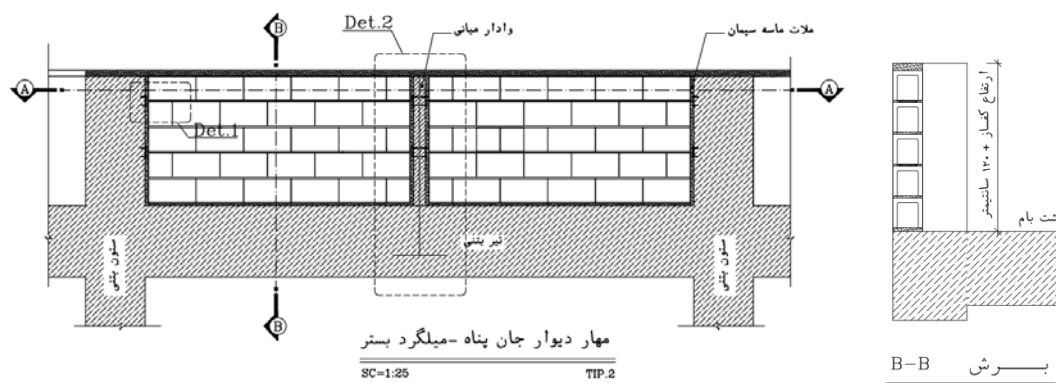 B
Det.2
وادار میانی
ملات ماسه سیمان
A
A
Det.1
ارتفاع کفساز + ۱۲۰ سانتیمتر
ستون بتنی
تیر بتنی
ستون بتنی
B
مهار دیوار جان پناه -میلگرد بستر
SC=1:25
TIP.2
بام
برش B-B